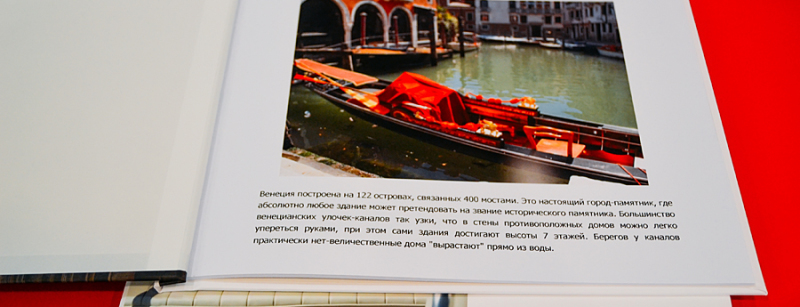 Венеция построена на 122 островах, связанных 400 мостами. Это настоящий город-памятник, где
абсолютно любое здание может претендовать на звание исторического памятника. Большинство
венецианских улочек-каналов так узки, что в стены противоположных домов можно легко
упереться руками, при этом сами здания достигают высоты 7 этажей. Берегов у каналов
практически нет-величественные дома "вырастают" прямо из воды.